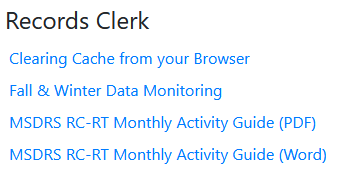 Records Clerk
Clearing Cache from your Browser
Fall & Winter Data Monitoring
MSDRS RC-RT Monthly Activity Guide (PDF)
MSDRS RC-RT Monthly Activity Guide (Word)